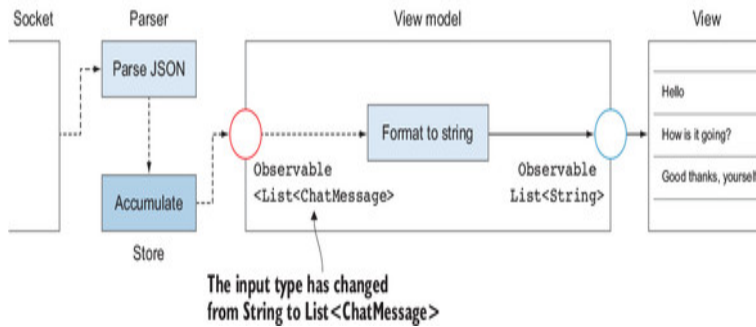 Socket
Parser
View model
View
Parse JSON
Hello
Format to string
How is it going?
Observable
<List<ChatMessage>
Observable
List<String>
Good thanks, yourself
Accumulate
Store
The input type has changed
from String to List<ChatMessage>